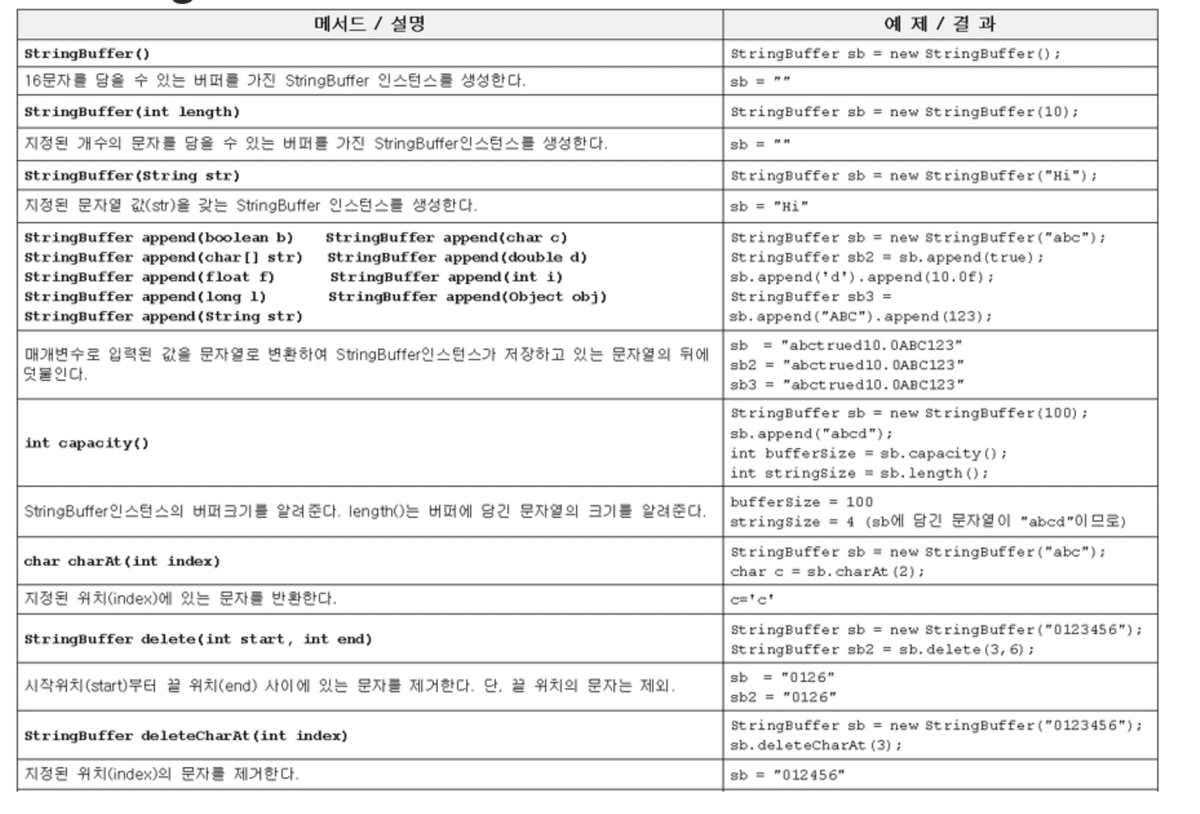 메서드 / 설명
예 제 / 결 과
StringBuffer()
StringBuffer sb = new StringBuffer();
16문자를 담을 수 있는 버퍼를 가진 StringBuffer 인스턴스를 생성한다.
sb = ""
StringBuffer(int length)
StringBuffer sb = new StringBuffer(10);
지정된 개수의 문자를 담을 수 있는 버퍼를 가진 StringBuffer인스턴스를 생성한다.
sb = ""
StringBuffer(String str)
StringBuffer sb = new StringBuffer("Hi");
지정된 문자열 값(str)을 갖는 StringBuffer 인스턴스를 생성한다.
sb = "Hi"
StringBuffer append(boolean b) StringBuffer append(char c)
StringBuffer append(char[] str) StringBuffer append(double d)
StringBuffer append(float f) StringBuffer append(int i)
StringBuffer append(long l) StringBuffer append(Object obj)
StringBuffer append(String str)
StringBuffer sb = new StringBuffer("abc");
StringBuffer sb2 = sb.append(true);
sb.append('d').append(10.0f);
StringBuffer sb3 =
sb.append("ABC").append(123);
매개변수로 입력된 값을 문자열로 변환하여 StringBuffer인스턴스가 저장하고 있는 문자열의 뒤에
덧붙인다.
sb = "abctrued10.0ABC123"
sb2 = "abctrued10.0ABC123"
sb3 = "abctrued10.0ABC123"
int capacity()
StringBuffer sb = new StringBuffer(100);
sb.append("abcd");
int bufferSize = sb.capacity();
int stringSize = sb.length();
StringBuffer인스턴스의 버퍼크기를 알려준다. length()는 버퍼에 담긴 문자열의 크기를 알려준다.
bufferSize = 100
stringSize = 4 (sb에 담긴 문자열이 "abcd"이므로)
char charAt(int index)
StringBuffer sb = new StringBuffer("abc");
char c = sb.charAt(2);
지정된 위치(index)에 있는 문자를 반환한다.
c='c'
StringBuffer delete(int start, int end)
StringBuffer sb = new StringBuffer("0123456");
StringBuffer sb2 = sb.delete(3,6);
시작위치(start)부터 끝 위치(end) 사이에 있는 문자를 제거한다. 단, 끝 위치의 문자는 제외.
sb = "0126"
sb2 = "0126"
StringBuffer deleteCharAt(int index)
StringBuffer sb = new StringBuffer("0123456");
sb.deleteCharAt(3);
지정된 위치(index)의 문자를 제거한다.
sb = "012456"